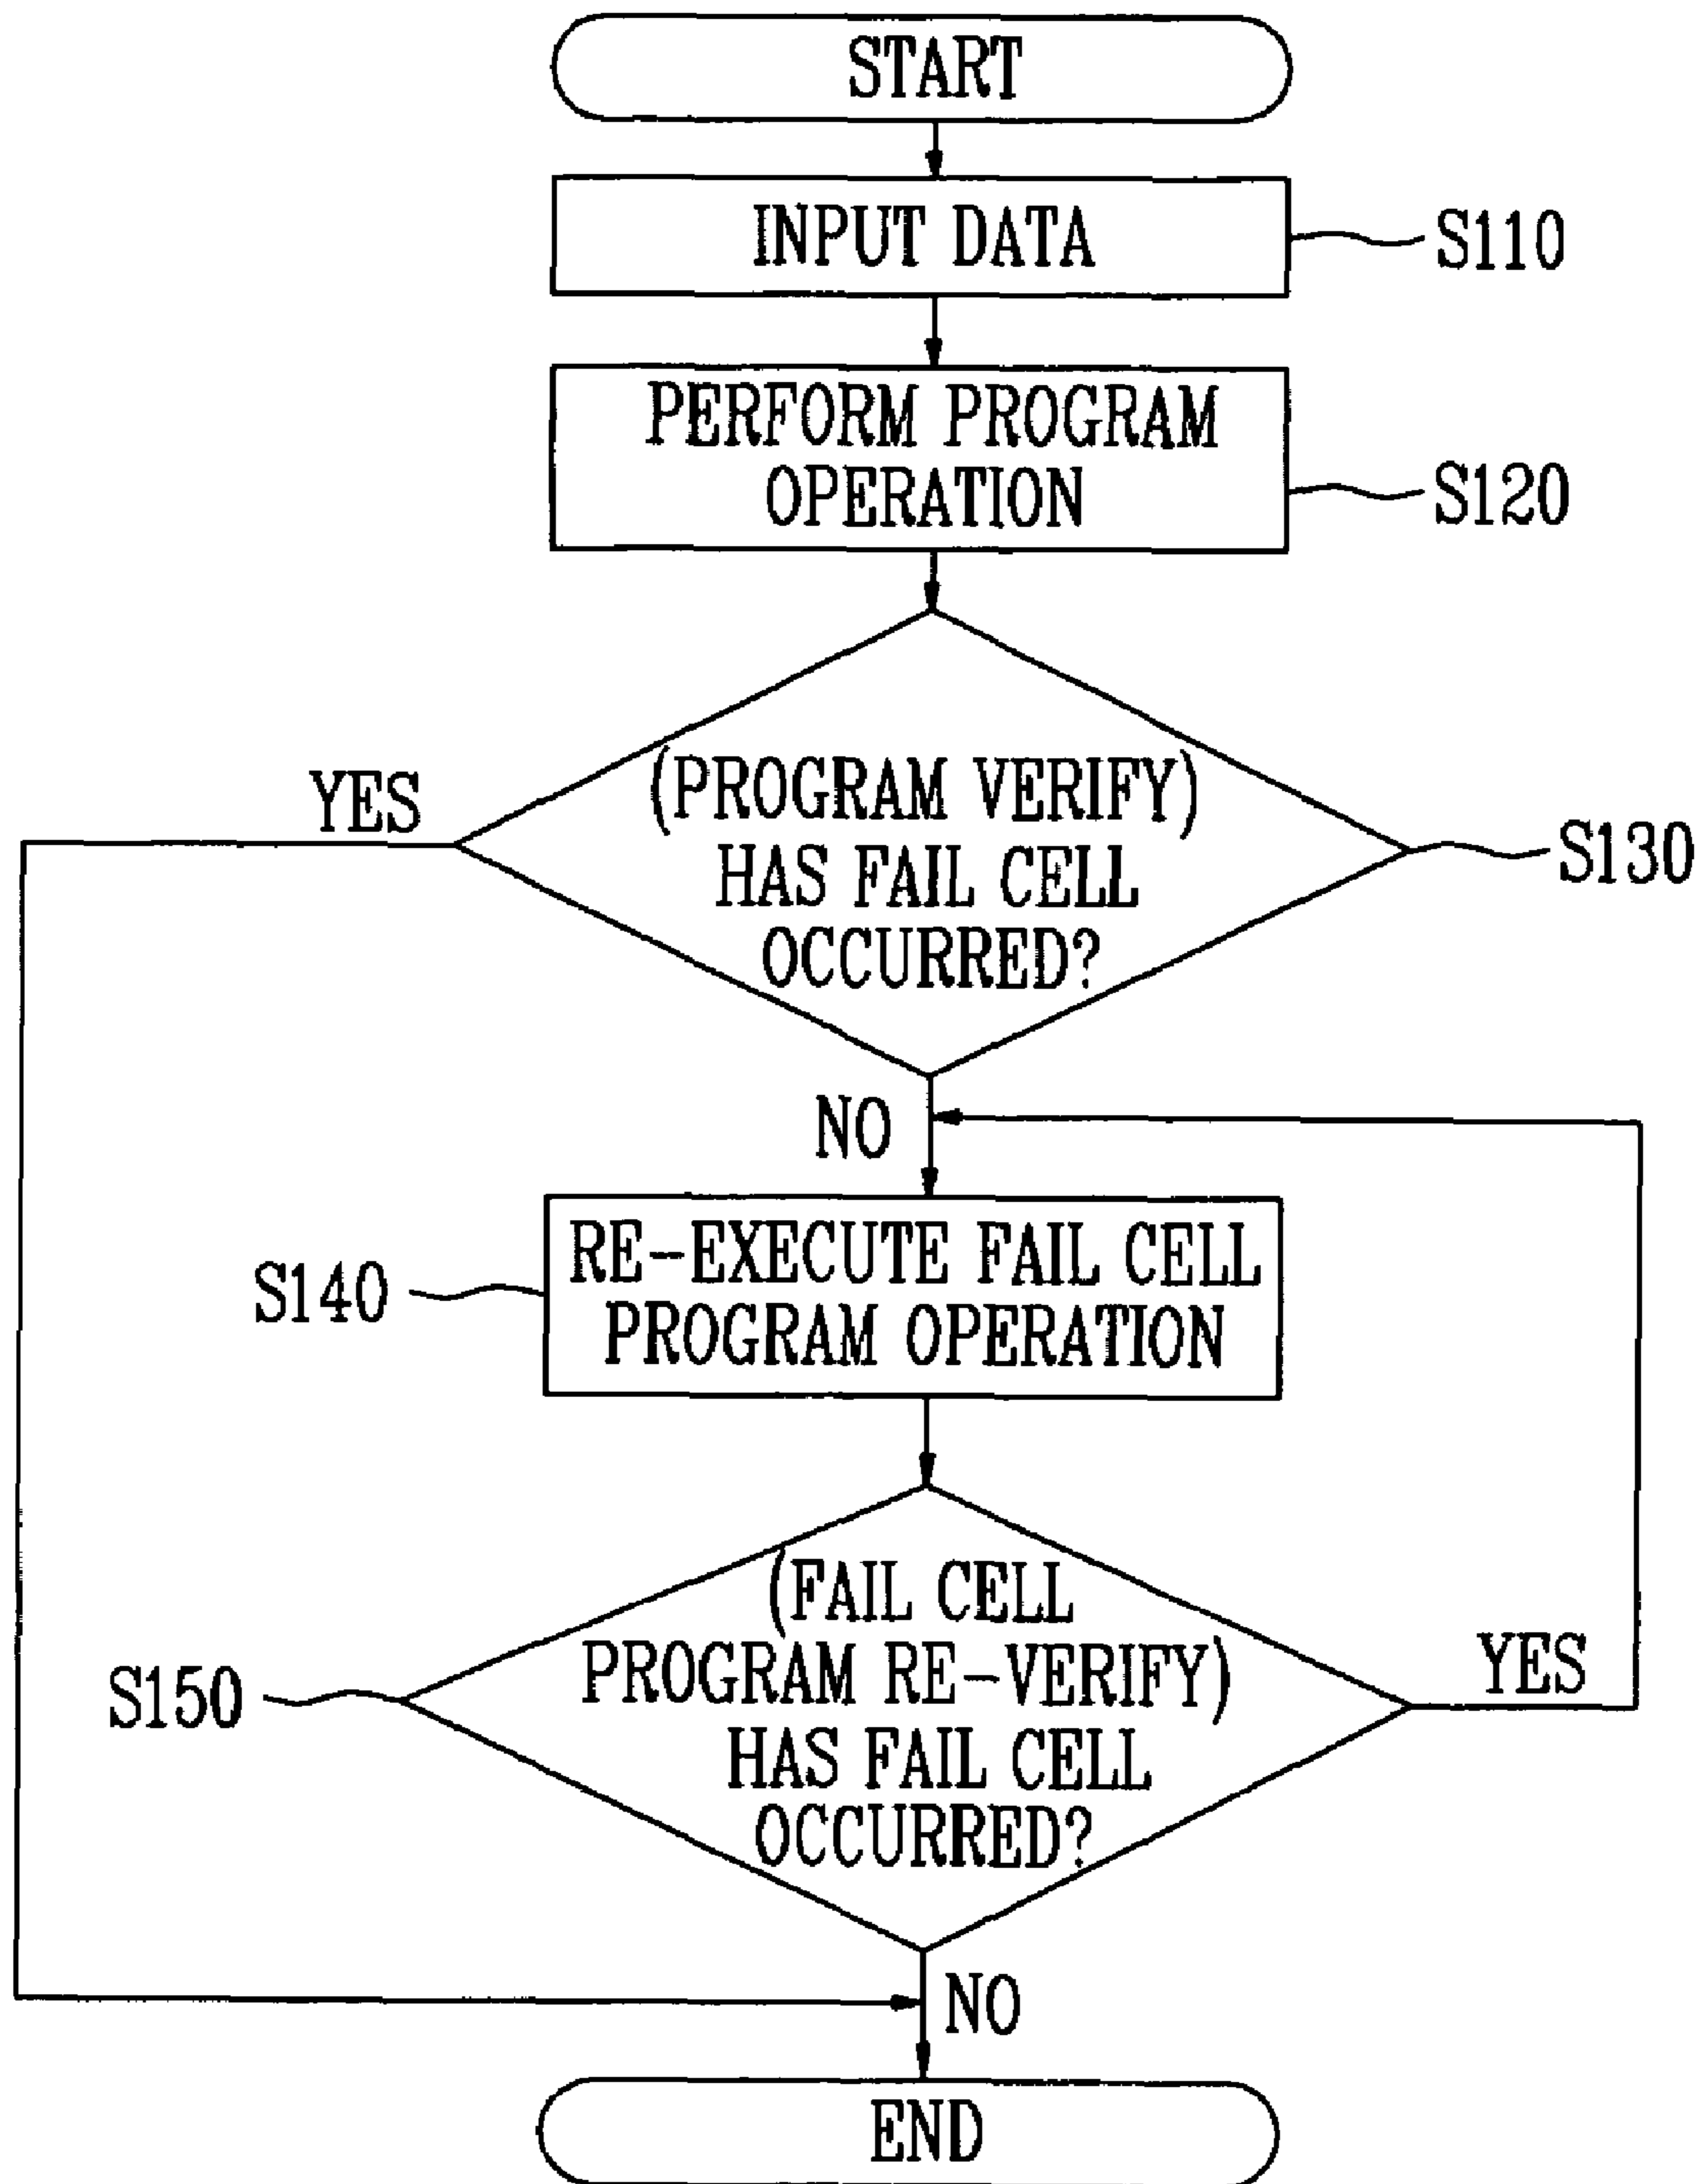 START
INPUT DATA
S110
PERFORM PROGRAM
OPERATION
S120
YES
(PROGRAM VERIFY)
HAS FAIL CELL
OCCURRED?
S130
NO
RE-EXECUTE FAIL CELL
PROGRAM OPERATION
S140
(FAIL CELL
PROGRAM RE-VERIFY)
HAS FAIL CELL
OCCURRED?
S150
YES
NO
END